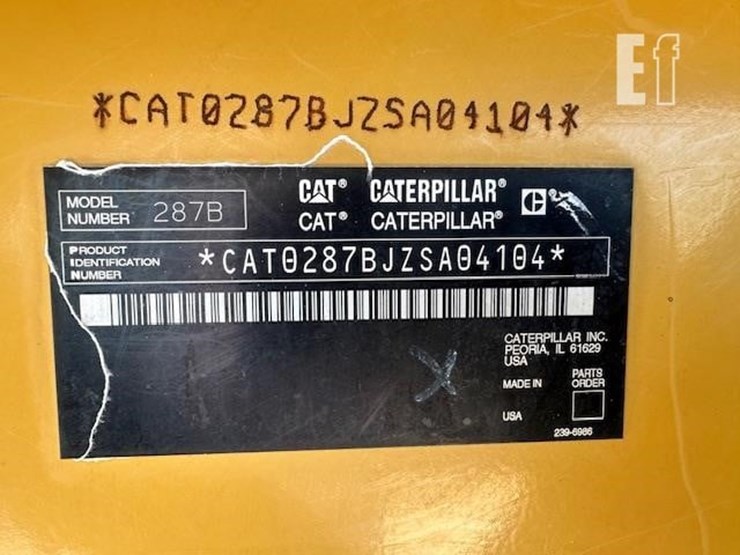 Ef
*CAT0287BJZSA04104*
MODEL NUMBER 287B
CAT® CATERPILLAR®
CAT® CATERPILLAR®
PRODUCT IDENTIFICATION NUMBER *CAT0287BJZSA04104*
CATERPILLAR INC.
PEORIA, IL 61629
USA
MADE IN
USA
PARTS
ORDER
239-6986